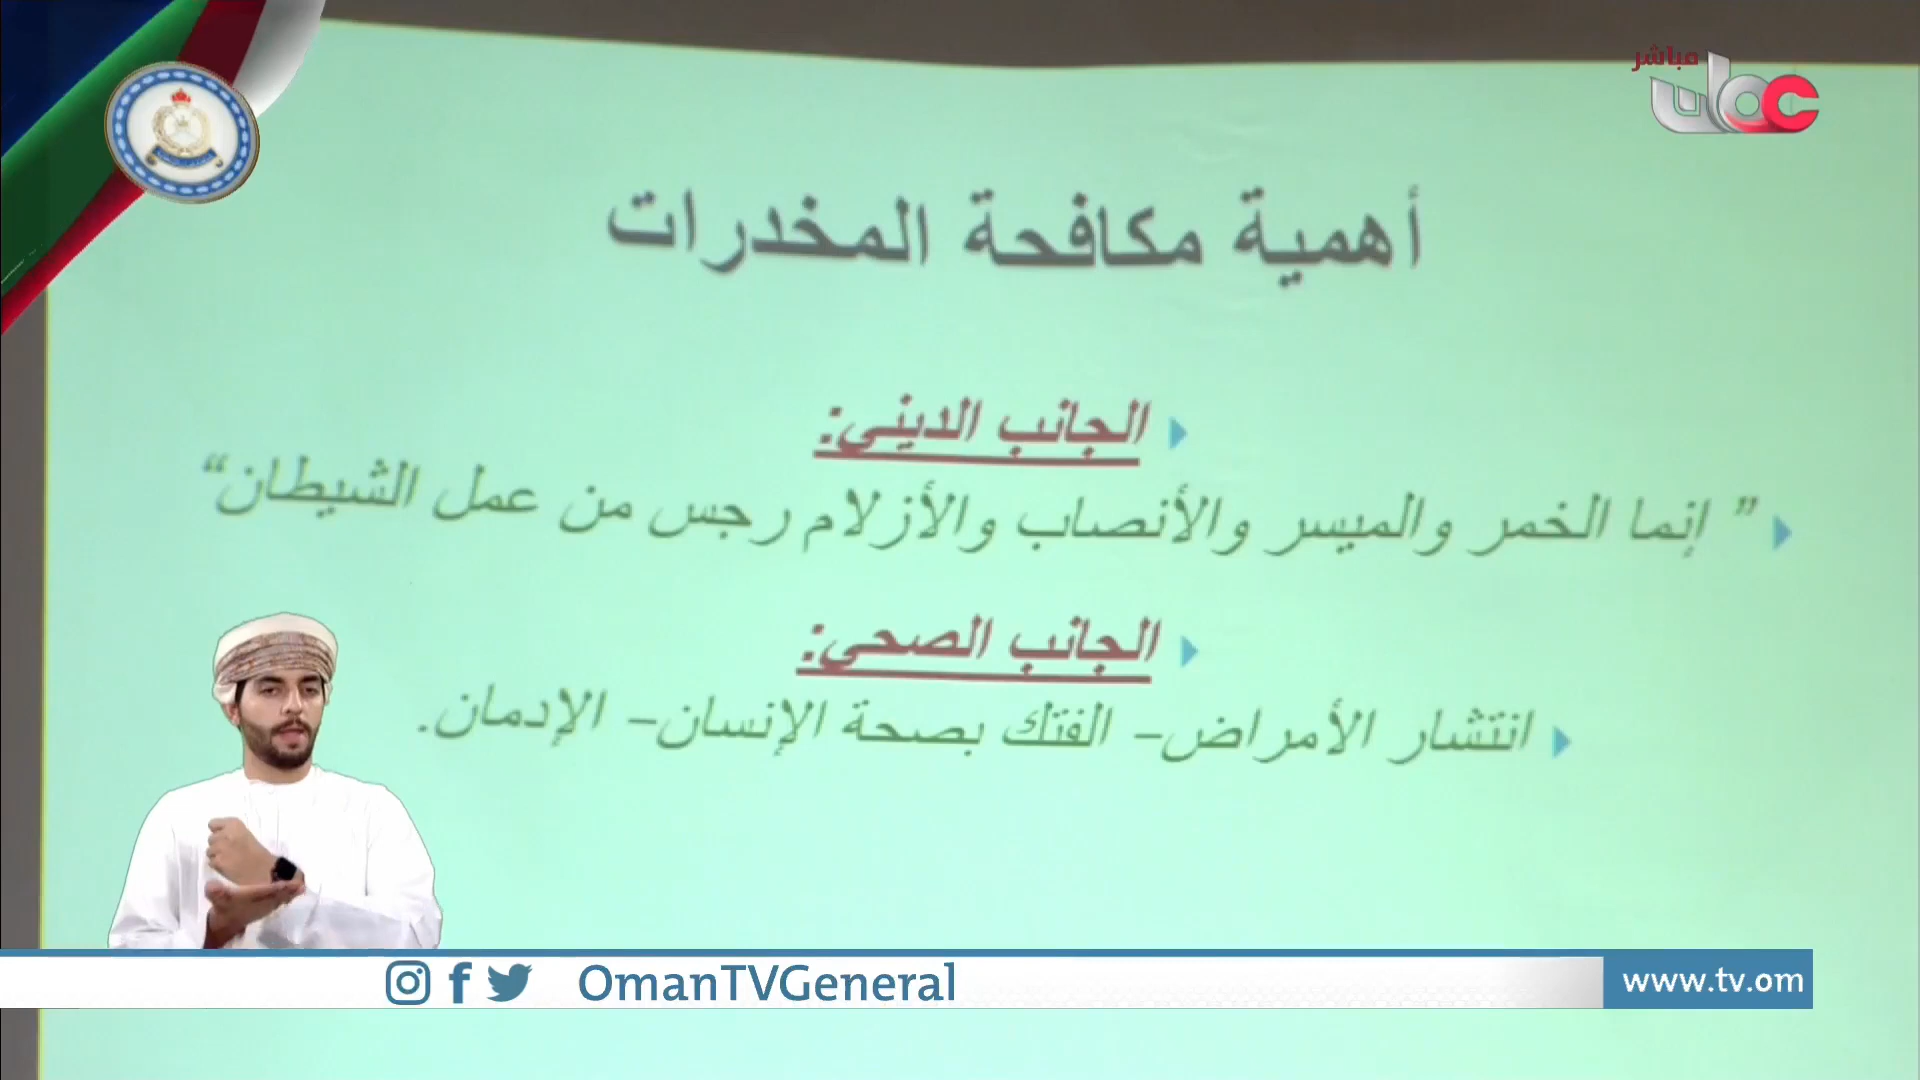 مباشر
عمان
أهمية مكافحة المخدرات
الجانب الديني:
" إنما الخمر والميسر والأنصاب والأزلام رجس من عمل الشيطان"
الجانب الصحي:
انتشار الأمراض– الفتك بصحة الإنسان– الإدمان.
OmanTVGeneral
www.tv.om